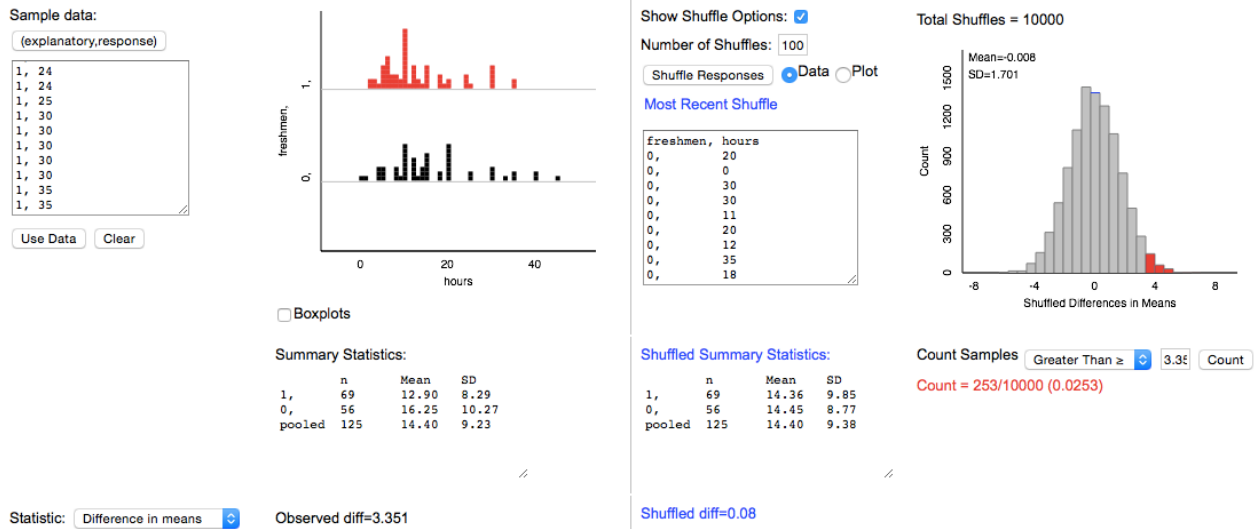 Sample data:
(explanatory,response)
1, 24
1, 24
1, 25
1, 30
1, 30
1, 30
1, 30
1, 35
1, 35
Use Data
Clear
freshmen,
1,
0,
0
20
40
hours
Boxplots
Summary Statistics:
n Mean SD
1, 69 12.90 8.29
0, 56 16.25 10.27
pooled 125 14.40 9.23
Statistic: Difference in means
Observed diff=3.351
Show Shuffle Options:
Number of Shuffles: 100
Shuffle Responses
Data
Plot
Most Recent Shuffle
freshmen, hours
0, 20
0, 0
0, 30
0, 30
0, 11
0, 20
0, 12
0, 35
0, 18
Shuffled Summary Statistics:
n Mean SD
1, 69 14.36 9.85
0, 56 14.45 8.77
pooled 125 14.40 9.38
Shuffled diff=0.08
Total Shuffles = 10000
Mean=-0.008
SD=1.701
Count
1500
1200
900
600
300
0
-8
-4
0
4
8
Shuffled Differences in Means
Count Samples
Greater Than ≥
3.35
Count
Count = 253/10000 (0.0253)